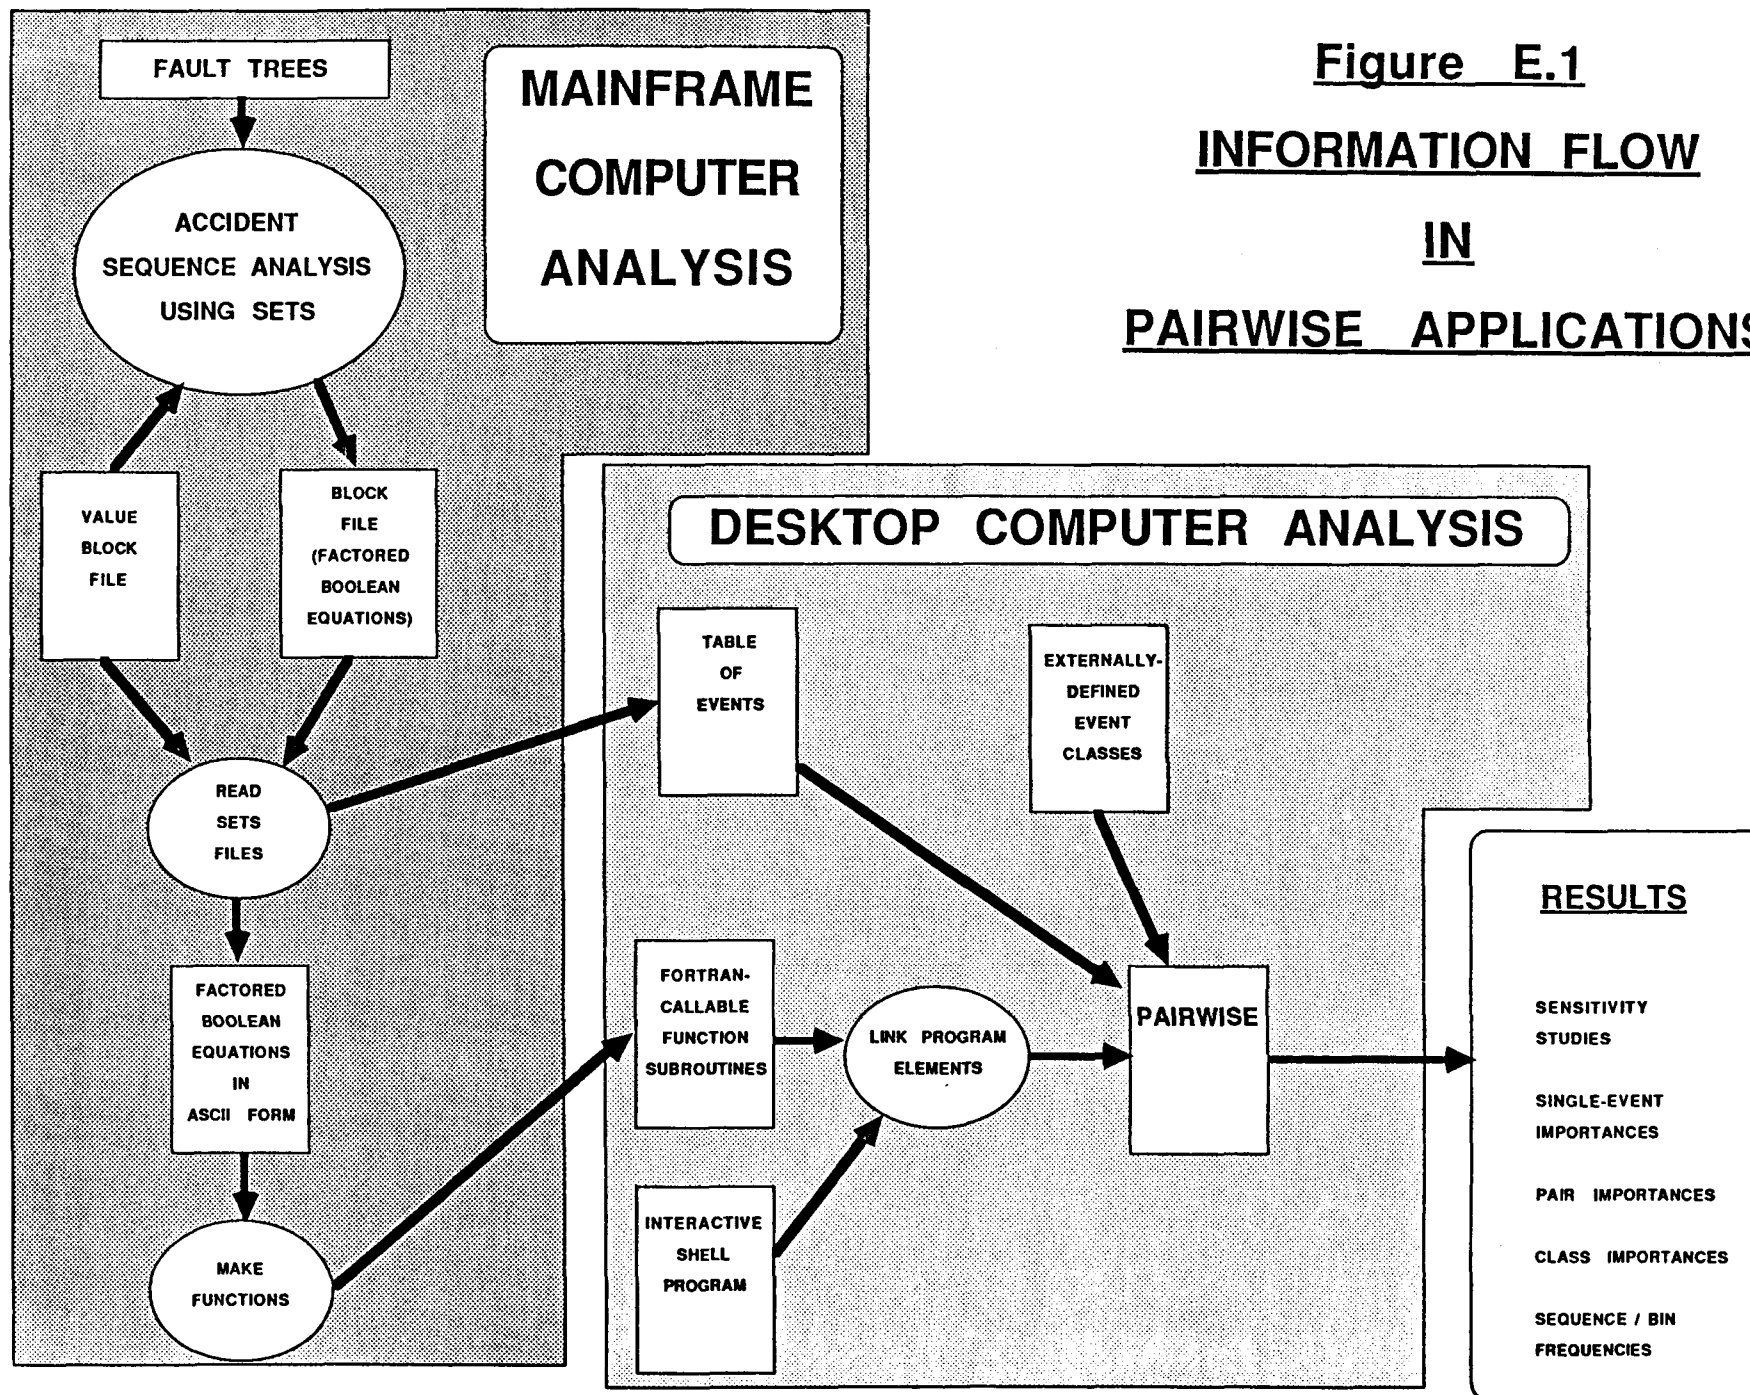 Figure E.1
INFORMATION FLOW
IN
PAIRWISE APPLICATIONS
MAINFRAME
COMPUTER
ANALYSIS
FAULT TREES
ACCIDENT
SEQUENCE ANALYSIS
USING SETS
VALUE
BLOCK
FILE
BLOCK
FILE
(FACTORED
BOOLEAN
EQUATIONS)
READ
SETS
FILES
FACTORED
BOOLEAN
EQUATIONS
IN
ASCII FORM
MAKE
FUNCTIONS
DESKTOP COMPUTER ANALYSIS
TABLE
OF
EVENTS
EXTERNALLY-
DEFINED
EVENT
CLASSES
FORTRAN-
CALLABLE
FUNCTION
SUBROUTINES
LINK PROGRAM
ELEMENTS
PAIRWISE
INTERACTIVE
SHELL
PROGRAM
RESULTS
SENSITIVITY
STUDIES
SINGLE-EVENT
IMPORTANCES
PAIR IMPORTANCES
CLASS IMPORTANCES
SEQUENCE / BIN
FREQUENCIES